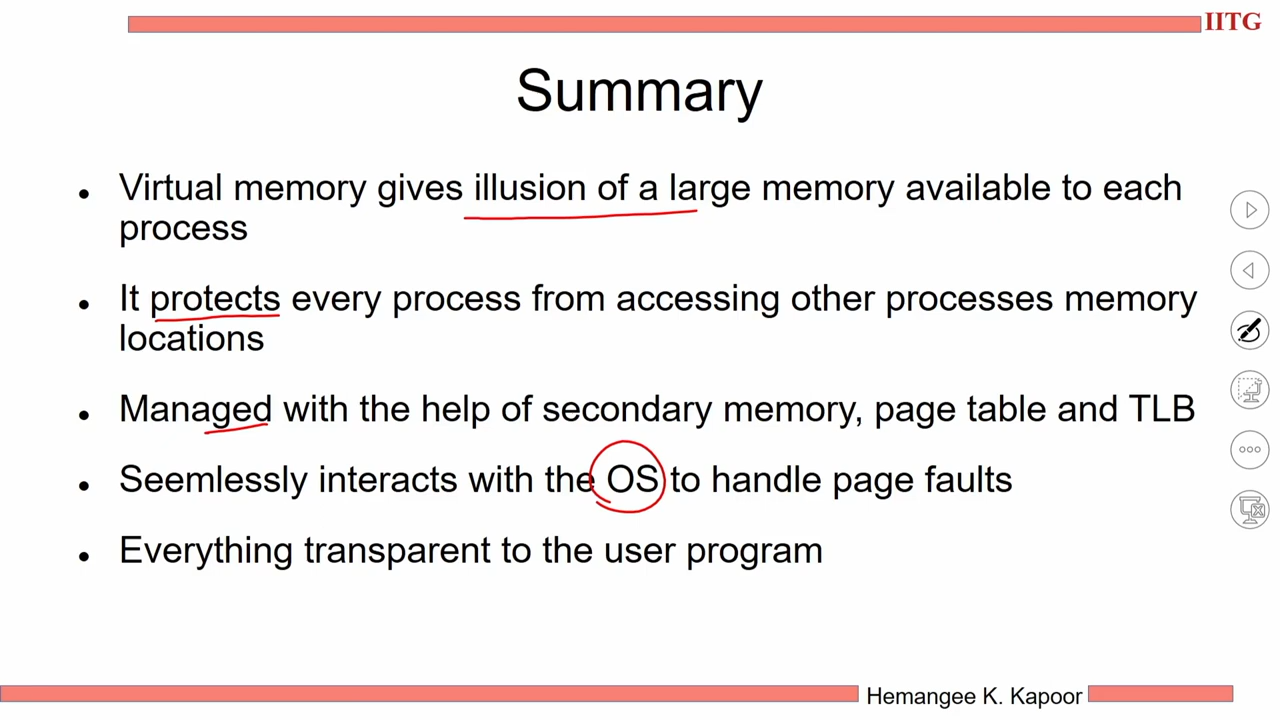 IITG
Summary
● Virtual memory gives illusion of a large memory available to each
process
● It protects every process from accessing other processes memory
locations
● Managed with the help of secondary memory, page table and TLB
● Seemlessly interacts with the OS to handle page faults
● Everything transparent to the user program
Hemangee K. Kapoor